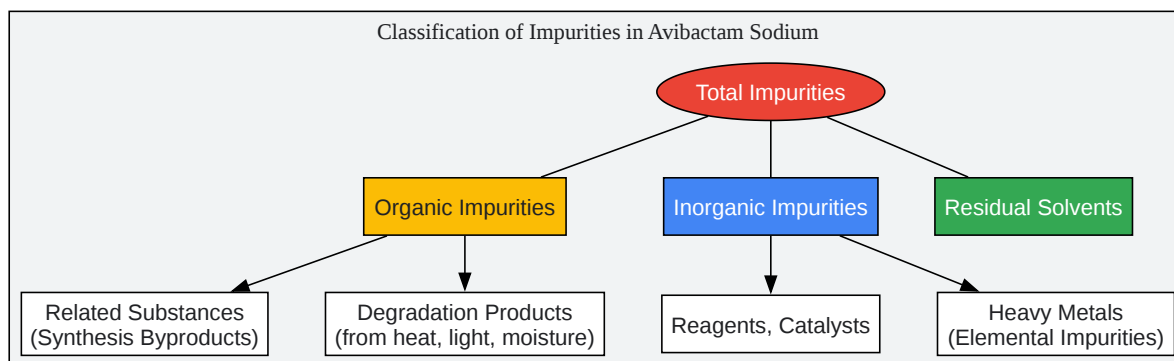 Classification of Impurities in Avibactam Sodium
Total Impurities
Organic Impurities
Inorganic Impurities
Residual Solvents
Related Substances
(Synthesis Byproducts)
Degradation Products
(from heat, light, moisture)
Reagents, Catalysts
Heavy Metals
(Elemental Impurities)